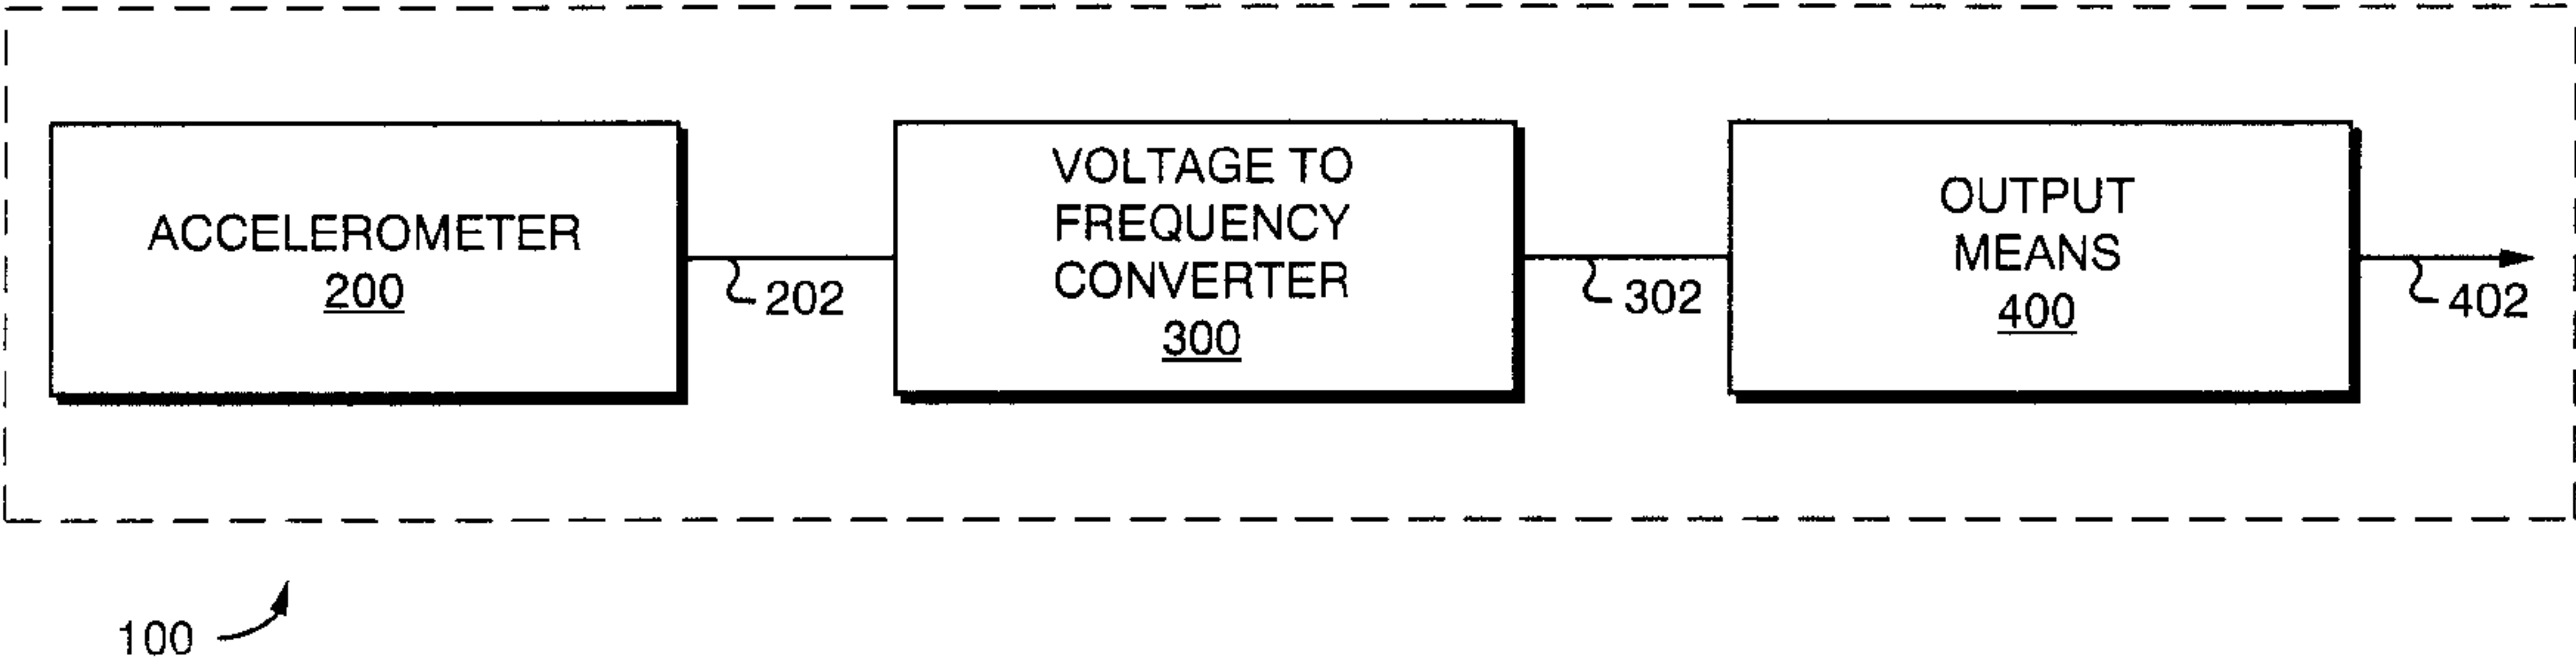 ACCELEROMETER
200
202
VOLTAGE TO
FREQUENCY
CONVERTER
300
302
OUTPUT
MEANS
400
402
100